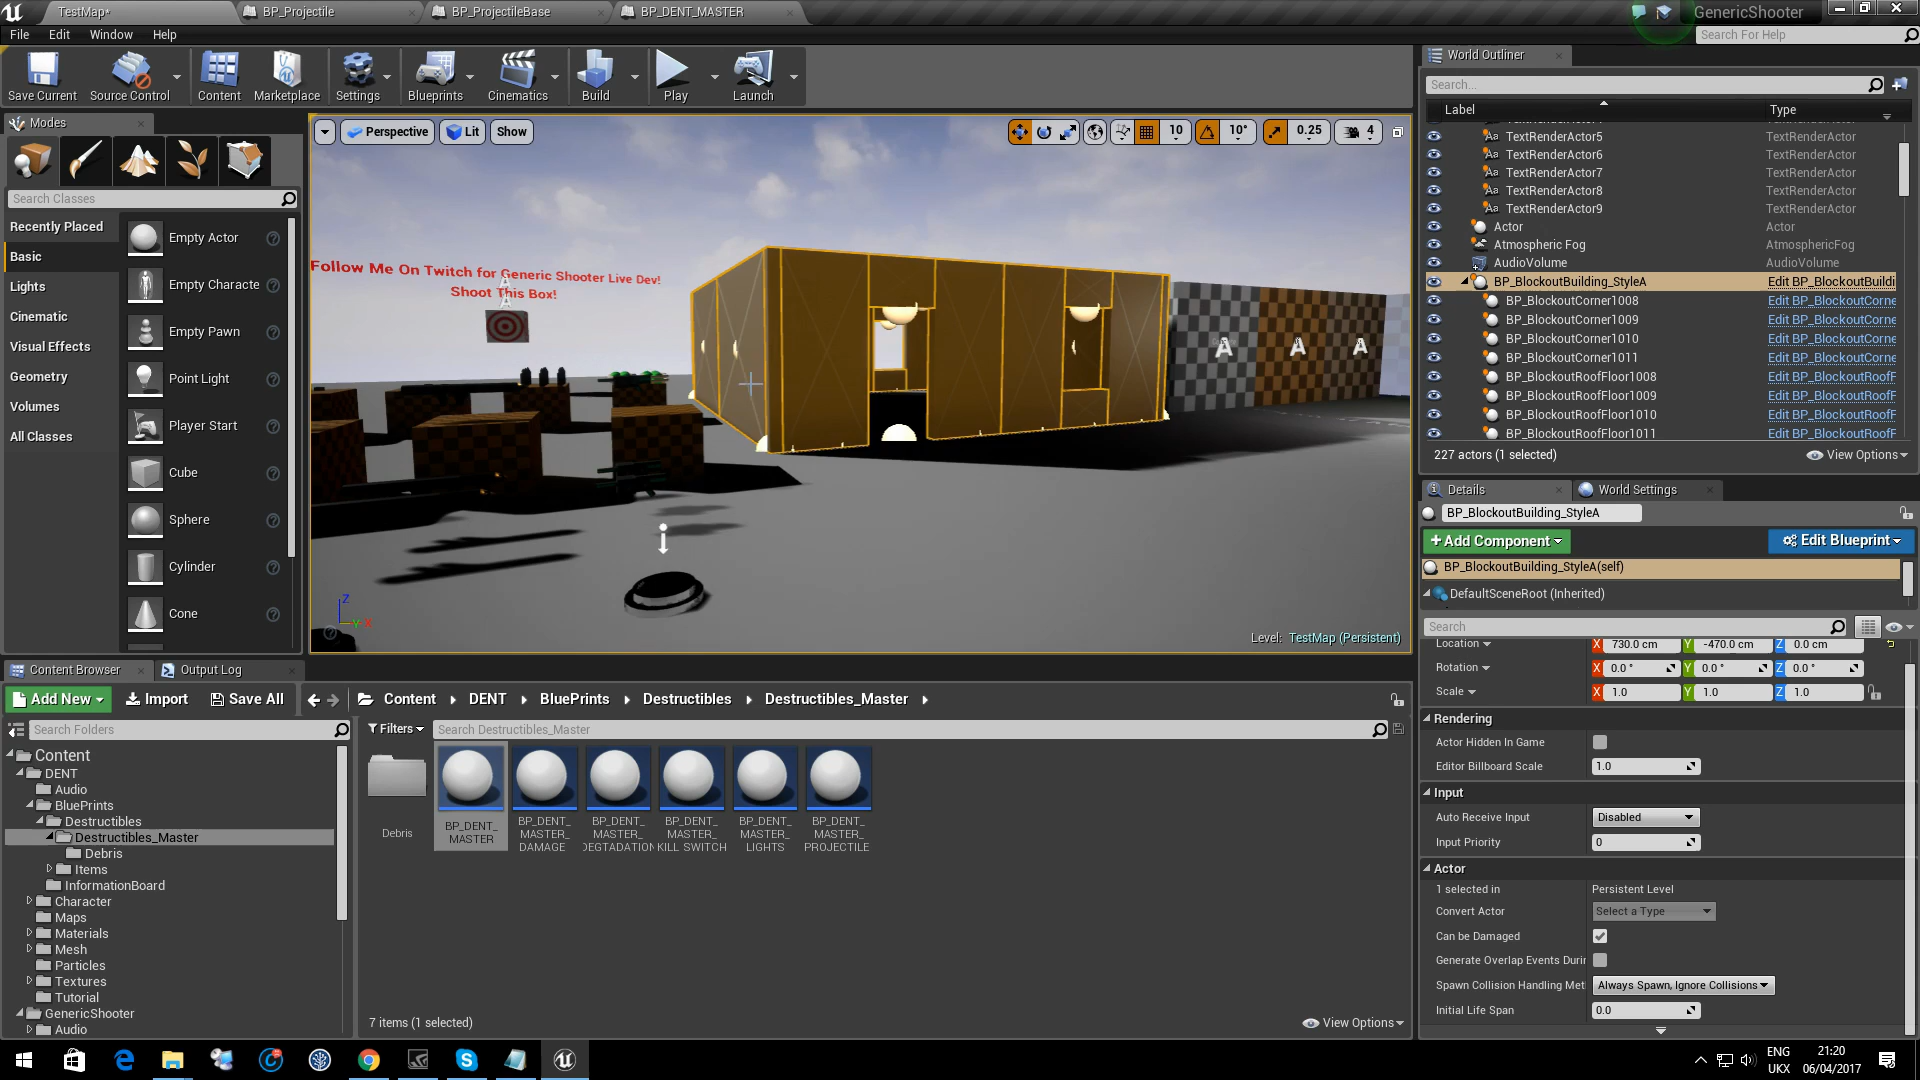 TestMap*
BP_Projectile
BP_ProjectileBase
BP_DENT_MASTER
GenericShooter
File
Edit
Window
Help
Search For Help
Save Current
Source Control
Content
Marketplace
Settings
Blueprints
Cinematics
Build
Play
Launch
Modes
Search Classes
Recently Placed
Basic
Lights
Cinematic
Visual Effects
Geometry
Volumes
All Classes
Empty Actor
Empty Characte
Empty Pawn
Point Light
Player Start
Cube
Sphere
Cylinder
Cone
Perspective
Lit
Show
10
10°
0.25
4
Follow Me On Twitch for Generic Shooter Live Dev!
Shoot This Box!
A
A
A
A
A
Z
Y
X
Level: TestMap (Persistent)
World Outliner
Search...
Label
Type
TextRenderActor5
TextRenderActor
TextRenderActor6
TextRenderActor
TextRenderActor7
TextRenderActor
TextRenderActor8
TextRenderActor
TextRenderActor9
TextRenderActor
Actor
Actor
Atmospheric Fog
AtmosphericFog
AudioVolume
AudioVolume
BP_BlockoutBuilding_StyleA
Edit BP_BlockoutBuildi
BP_BlockoutCorner1008
Edit BP_BlockoutCorne
BP_BlockoutCorner1009
Edit BP_BlockoutCorne
BP_BlockoutCorner1010
Edit BP_BlockoutCorne
BP_BlockoutCorner1011
Edit BP_BlockoutCorne
BP_BlockoutRoofFloor1008
Edit BP_BlockoutRoofF
BP_BlockoutRoofFloor1009
Edit BP_BlockoutRoofF
BP_BlockoutRoofFloor1010
Edit BP_BlockoutRoofF
BP_BlockoutRoofFloor1011
Edit BP_BlockoutRoofF
227 actors (1 selected)
View Options
Details
World Settings
BP_BlockoutBuilding_StyleA
+ Add Component
Edit Blueprint
BP_BlockoutBuilding_StyleA(self)
DefaultSceneRoot (Inherited)
Search
Location
X 730.0 cm
Y -470.0 cm
Z 0.0 cm
Rotation
X 0.0 °
Y 0.0 °
Z 0.0 °
Scale
X 1.0
Y 1.0
Z 1.0
Rendering
Actor Hidden In Game
Editor Billboard Scale
1.0
Input
Auto Receive Input
Disabled
Input Priority
0
Actor
1 selected in
Persistent Level
Convert Actor
Select a Type
Can be Damaged
Generate Overlap Events Durin
Spawn Collision Handling Met
Always Spawn, Ignore Collisions
Initial Life Span
0.0
Content Browser
Output Log
Add New
Import
Save All
Content
DENT
BluePrints
Destructibles
Destructibles_Master
Search Folders
Filters
Search Destructibles_Master
Content
DENT
Audio
BluePrints
Destructibles
Destructibles_Master
Debris
Items
InformationBoard
Character
Maps
Materials
Mesh
Particles
Textures
Tutorial
GenericShooter
Audio
Debris
BP_DENT_
MASTER
BP_DENT_
MASTER_
DAMAGE
BP_DENT_
MASTER_
DEGTADATION
BP_DENT_
MASTER_
KILL SWITCH
BP_DENT_
MASTER_
LIGHTS
BP_DENT_
MASTER_
PROJECTILE
7 items (1 selected)
View Options
ENG
UKX
21:20
06/04/2017